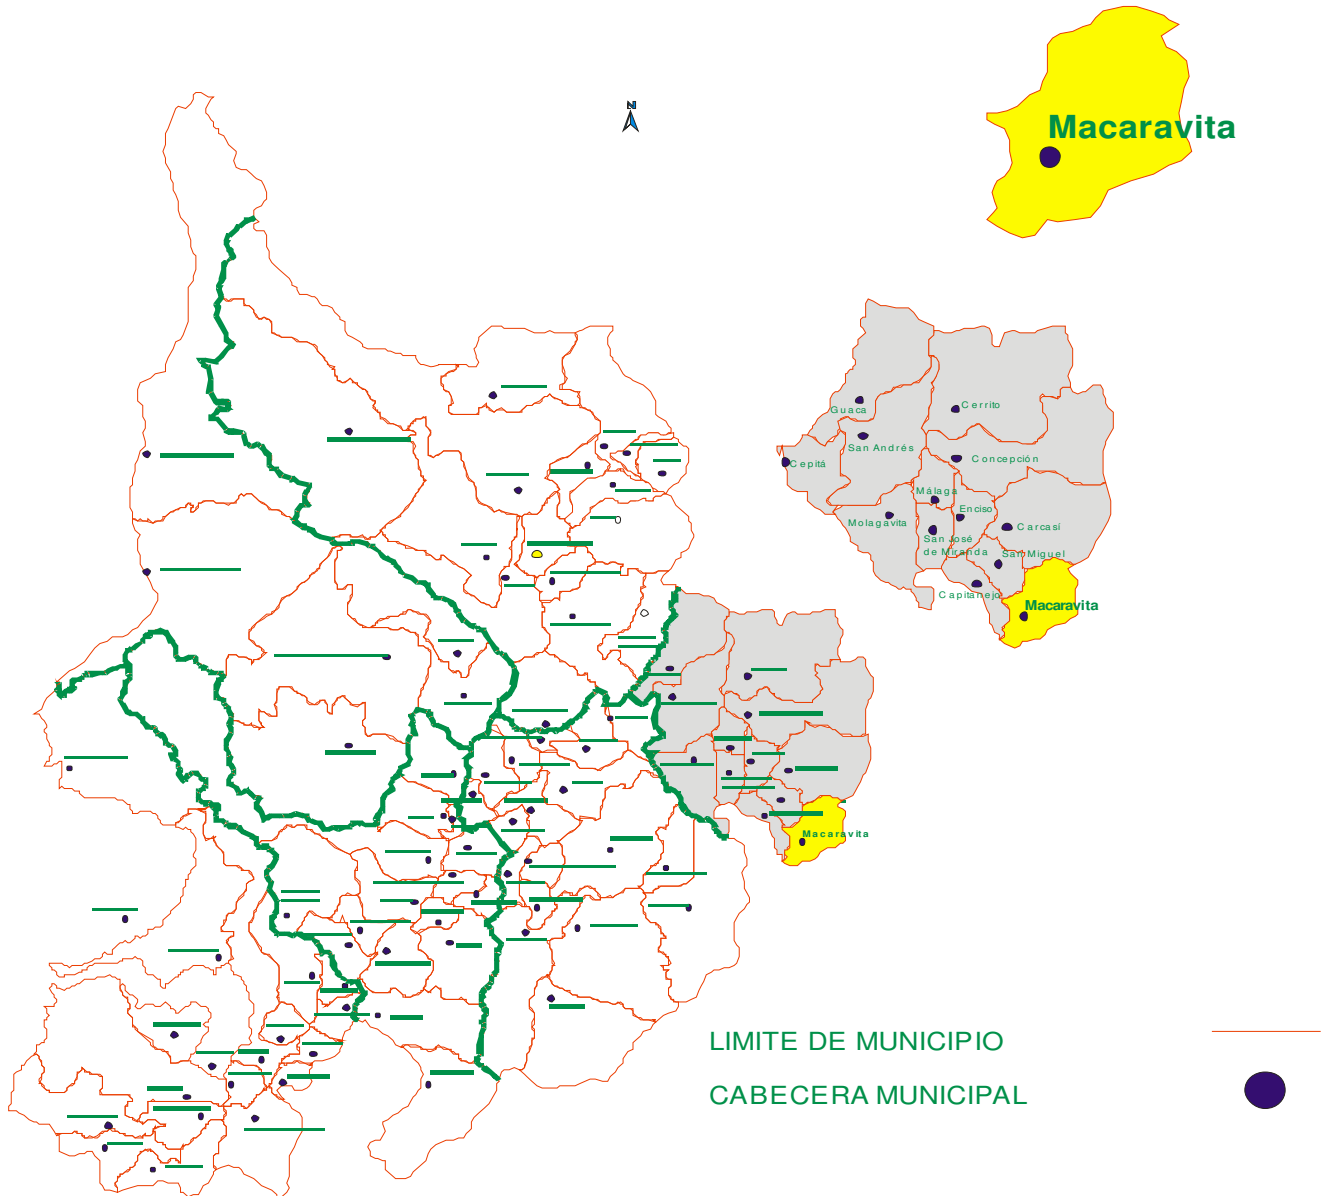 Macaravita
N
Guaca
Cerrito
San Andrés
Cepitá
Concepción
Málaga
Enciso
Molagavita
Carcasí
San José
de Miranda
San Miguel
Capitanejo
Macaravita
Macaravita
LIMITE DE MUNICIPIO
CABECERA MUNICIPAL